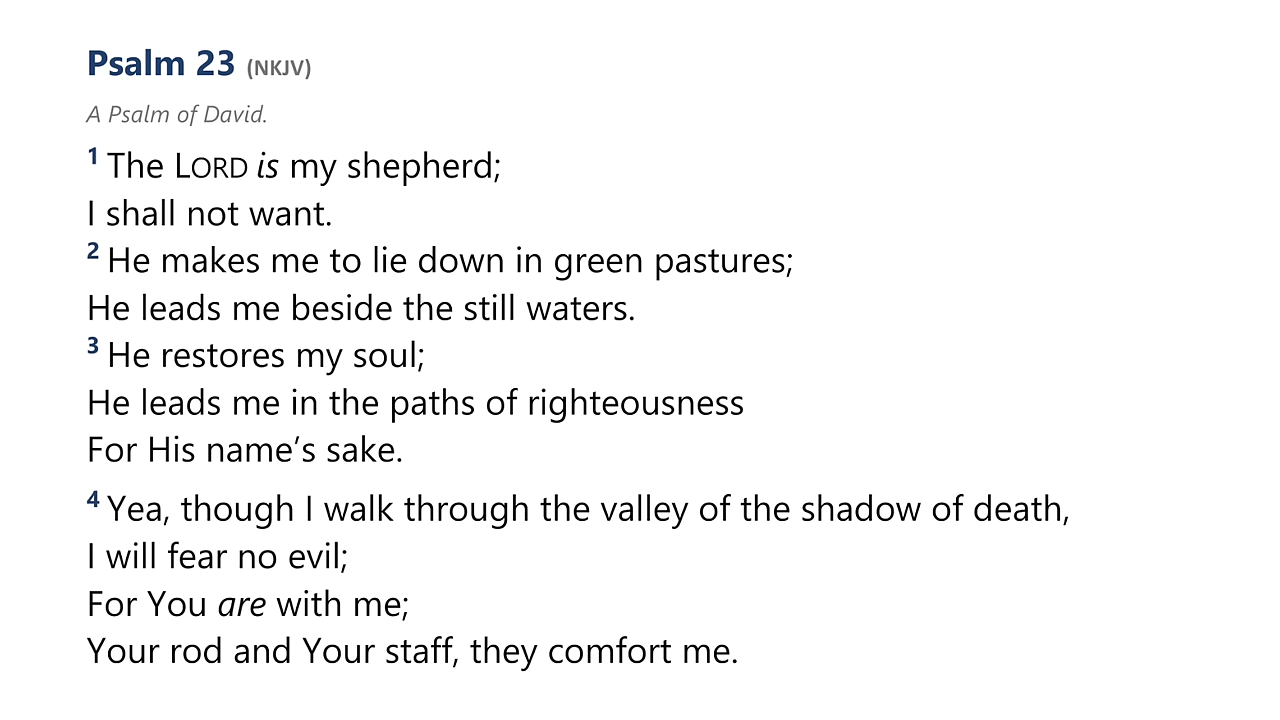 Psalm 23 (NKJV)
A Psalm of David.
1 The LORD is my shepherd;
I shall not want.
2 He makes me to lie down in green pastures;
He leads me beside the still waters.
3 He restores my soul;
He leads me in the paths of righteousness
For His name’s sake.
4 Yea, though I walk through the valley of the shadow of death,
I will fear no evil;
For You are with me;
Your rod and Your staff, they comfort me.